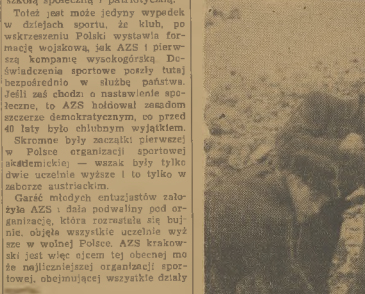 szkołą społeczną i patriotyczną.
Toteż jest może jedyny wypadek
w dziejach sportu, że klub, po
wskrzeszeniu Polski wystawia for-
mację wojskową, jak AZS i pierw-
szą kompanię wysokogórską. Do-
świadczenia sportowe poszły tutaj
bezpośrednio w służbę państwa.
Jeśli zaś chodzi o nastawienie spo-
łeczne, to AZS hołdował zasadom
szczerze demokratycznym, co przed
40 laty było chlubnym wyjątkiem.
Skromne były zaczątki pierwszej
w Polsce organizacji sportowej
akademickiej — wszak były tylko
dwie uczelnie wyższe i to tylko w
zaborze austriackim.
Garść młodych entuzjastów zało-
żyła AZS i dała podwaliny pod or-
ganizację, która rozrastała się buj-
nie, objęła wszystkie uczelnie wyż
sze w wolnej Polsce. AZS krakow-
ski jest więc ojcem tej obecnej mo
że najliczniejszej organizacji spor-
towej, obejmującej wszystkie działy